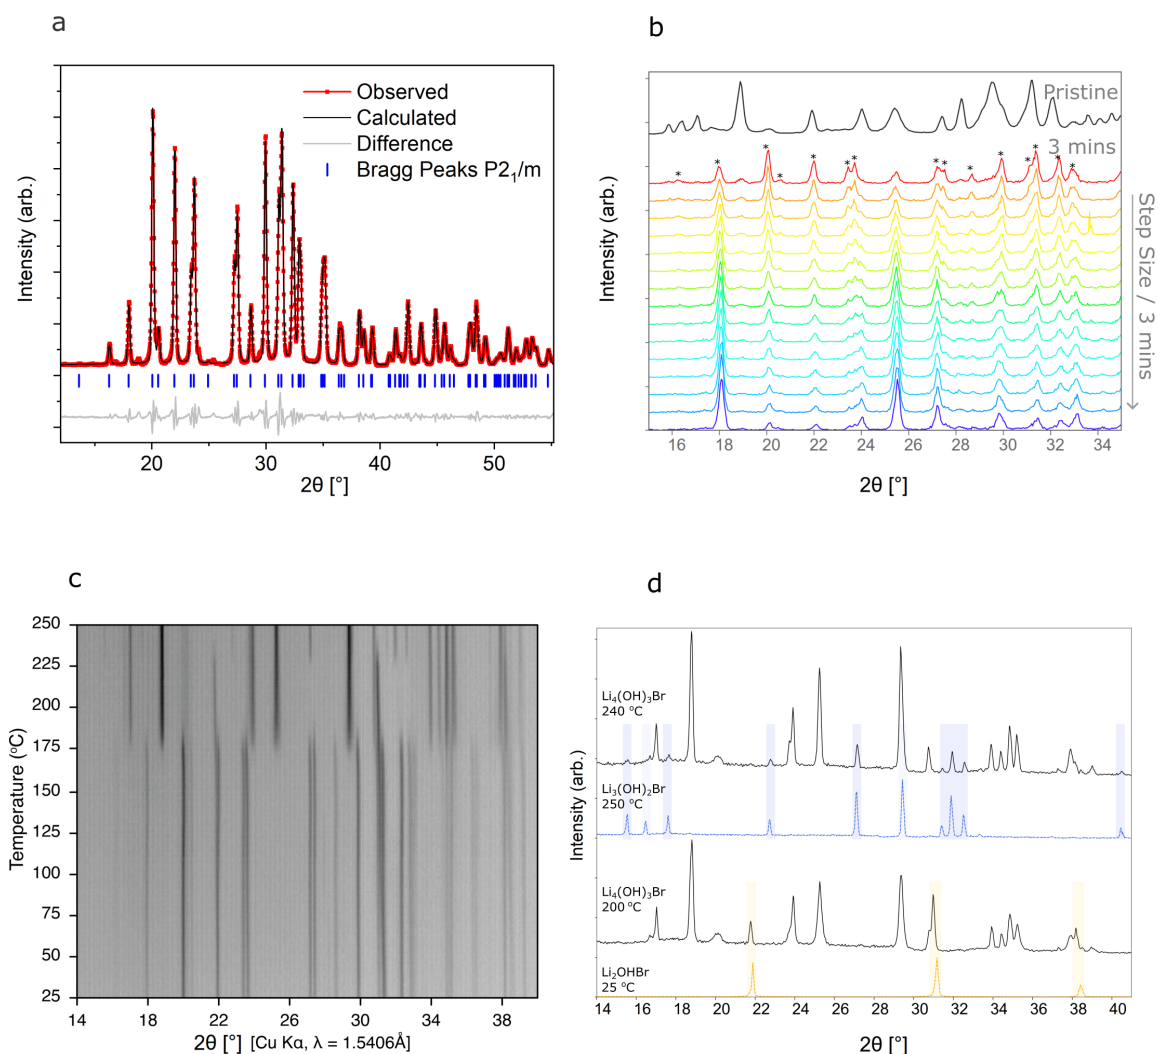 a
Observed
Calculated
Difference
Bragg Peaks P2₁/m
Intensity (arb.)
20 30 40 50
2θ [°]
b
Pristine
3 mins
* * * * * * * * * * * * * *
Intensity (arb.)
Step Size / 3 mins
16 18 20 22 24 26 28 30 32 34
2θ [°]
c
250
225
200
175
150
125
100
75
50
25
Temperature (°C)
14 18 22 26 30 34 38
2θ [°] [Cu Kα, λ = 1.5406Å]
d
Li₄(OH)₃Br
240 °C
Li₃(OH)₂Br
250 °C
Li₄(OH)₃Br
200 °C
Li₂OHBr
25 °C
Intensity (arb.)
14 16 18 20 22 24 26 28 30 32 34 36 38 40
2θ [°]